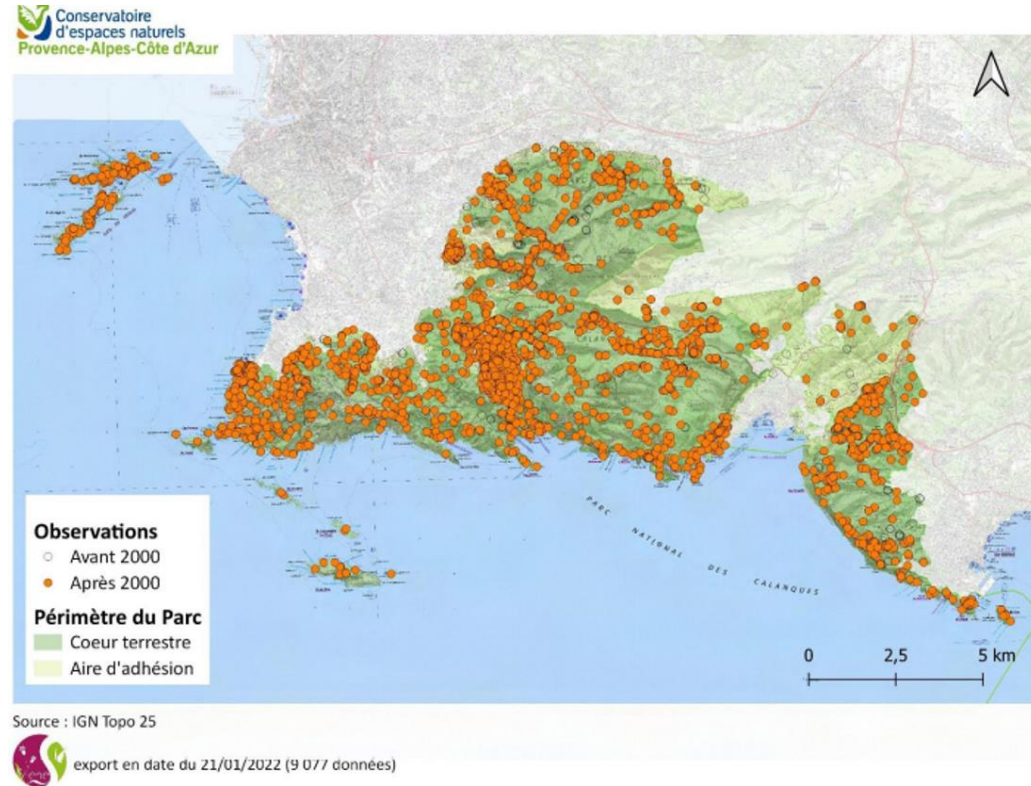 Conservatoire
d'espaces naturels
Provence-Alpes-Côte d'Azur
PARC NATIONAL DES CALANQUES
Observations
Avant 2000
Après 2000
Périmètre du Parc
Coeur terrestre
Aire d'adhésion
0 2,5 5 km
Source : IGN Topo 25
export en date du 21/01/2022 (9 077 données)